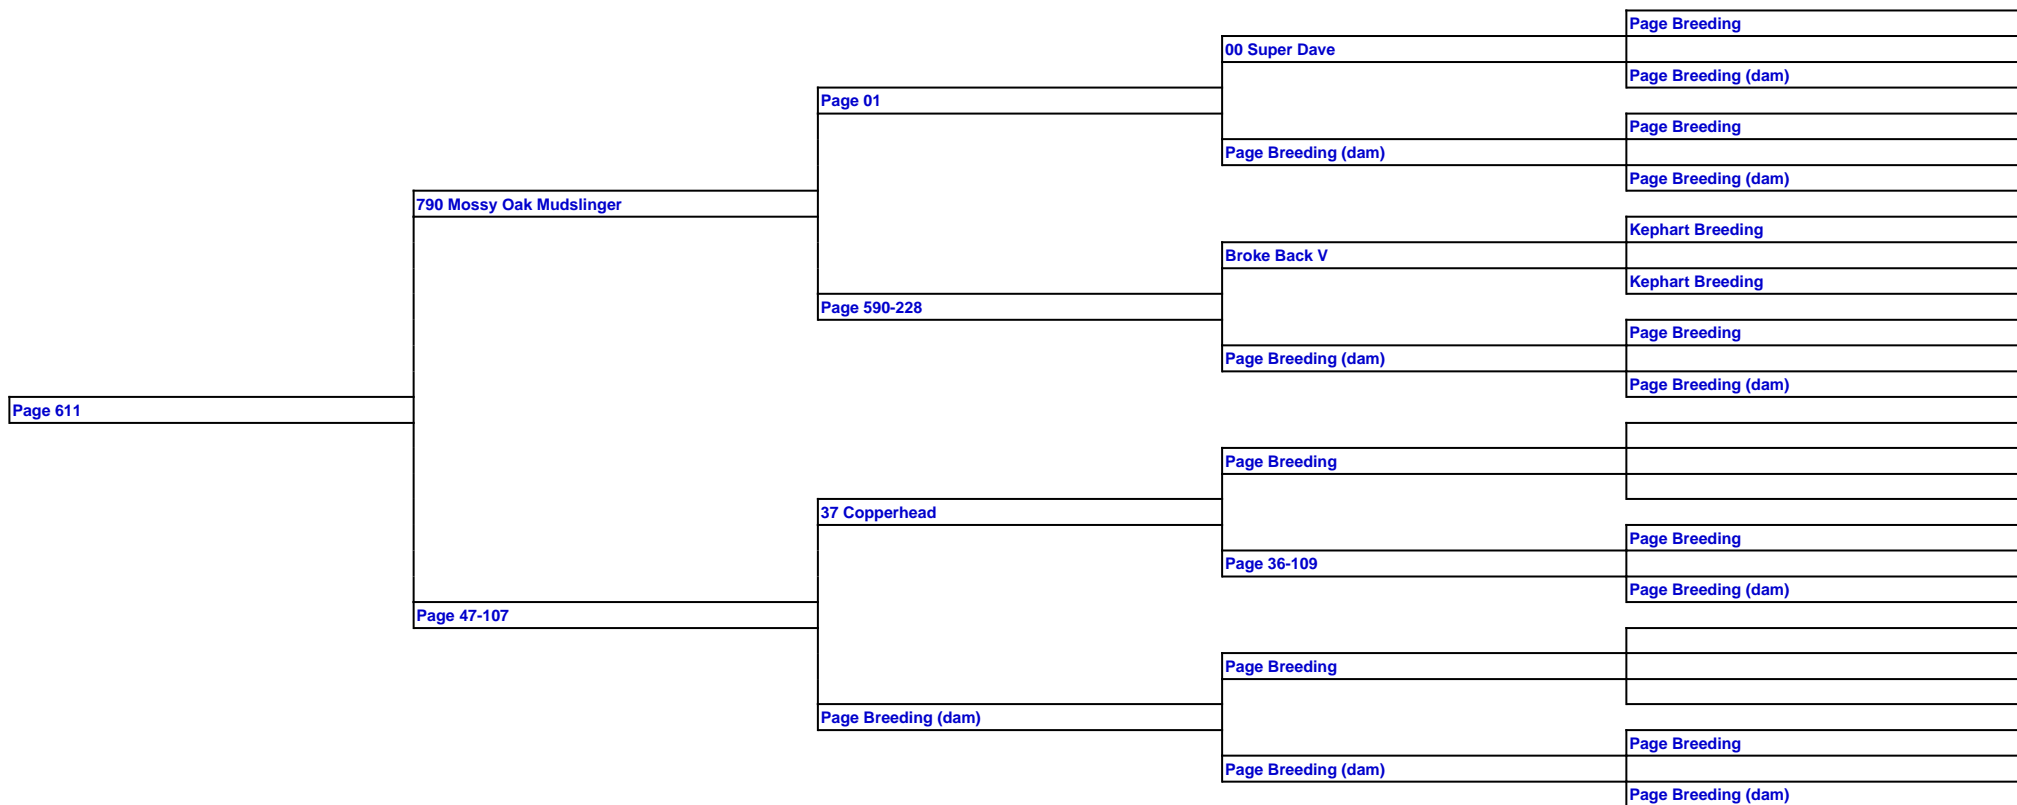 Page Breeding
00 Super Dave
Page Breeding (dam)
Page 01
Page Breeding
Page Breeding (dam)
Page Breeding (dam)
790 Mossy Oak Mudslinger
Kephart Breeding
Broke Back V
Kephart Breeding
Page 590-228
Page Breeding
Page Breeding (dam)
Page Breeding (dam)
Page 611
Page Breeding
37 Copperhead
Page Breeding
Page 36-109
Page Breeding (dam)
Page 47-107
Page Breeding
Page Breeding (dam)
Page Breeding
Page Breeding (dam)
Page Breeding (dam)